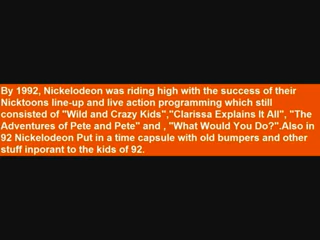 By 1992, Nickelodeon was riding high with the success of their
Nicktoons line-up and live action programming which still
consisted of "Wild and Crazy Kids","Clarissa Explains It All", "The
Adventures of Pete and Pete" and , "What Would You Do?".Also in
92 Nickelodeon Put in a time capsule with old bumpers and other
stuff inporant to the kids of 92.